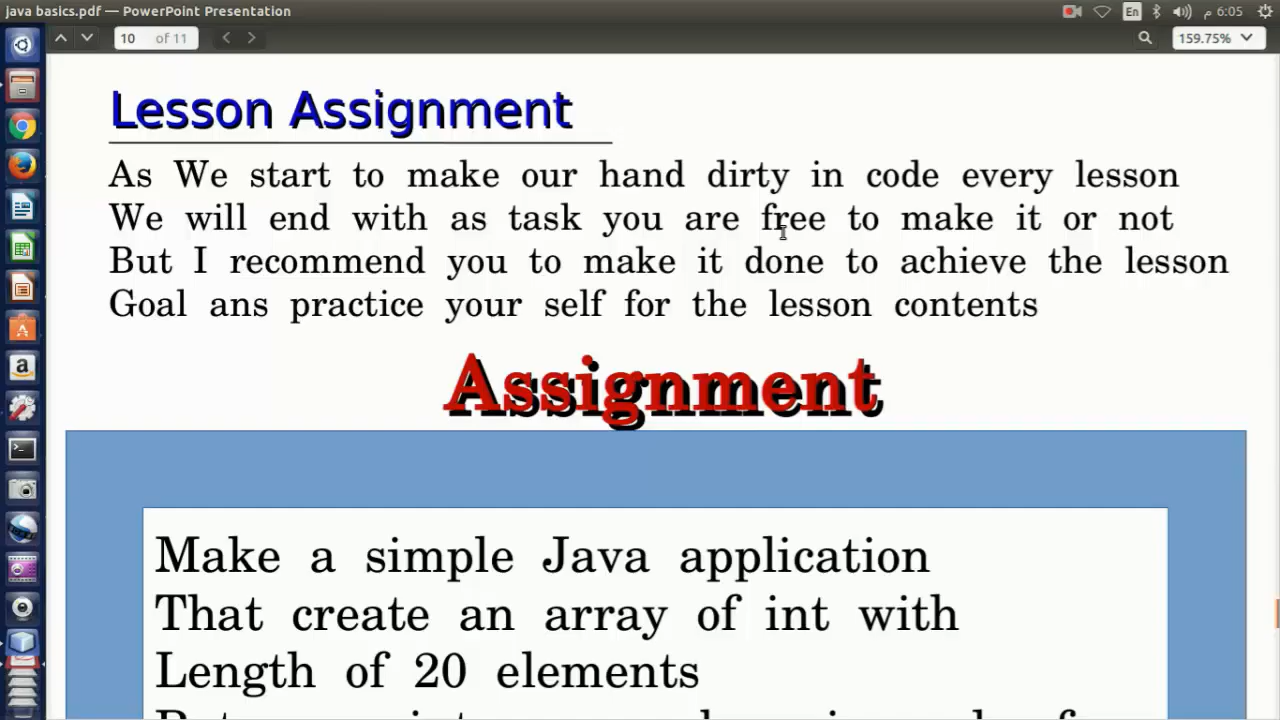 java basics.pdf — PowerPoint Presentation
En
م 6:05
10 of 11
159.75%
Lesson Assignment
As We start to make our hand dirty in code every lesson
We will end with as task you are free to make it or not
But I recommend you to make it done to achieve the lesson
Goal ans practice your self for the lesson contents
Assignment
Make a simple Java application
That create an array of int with
Length of 20 elements